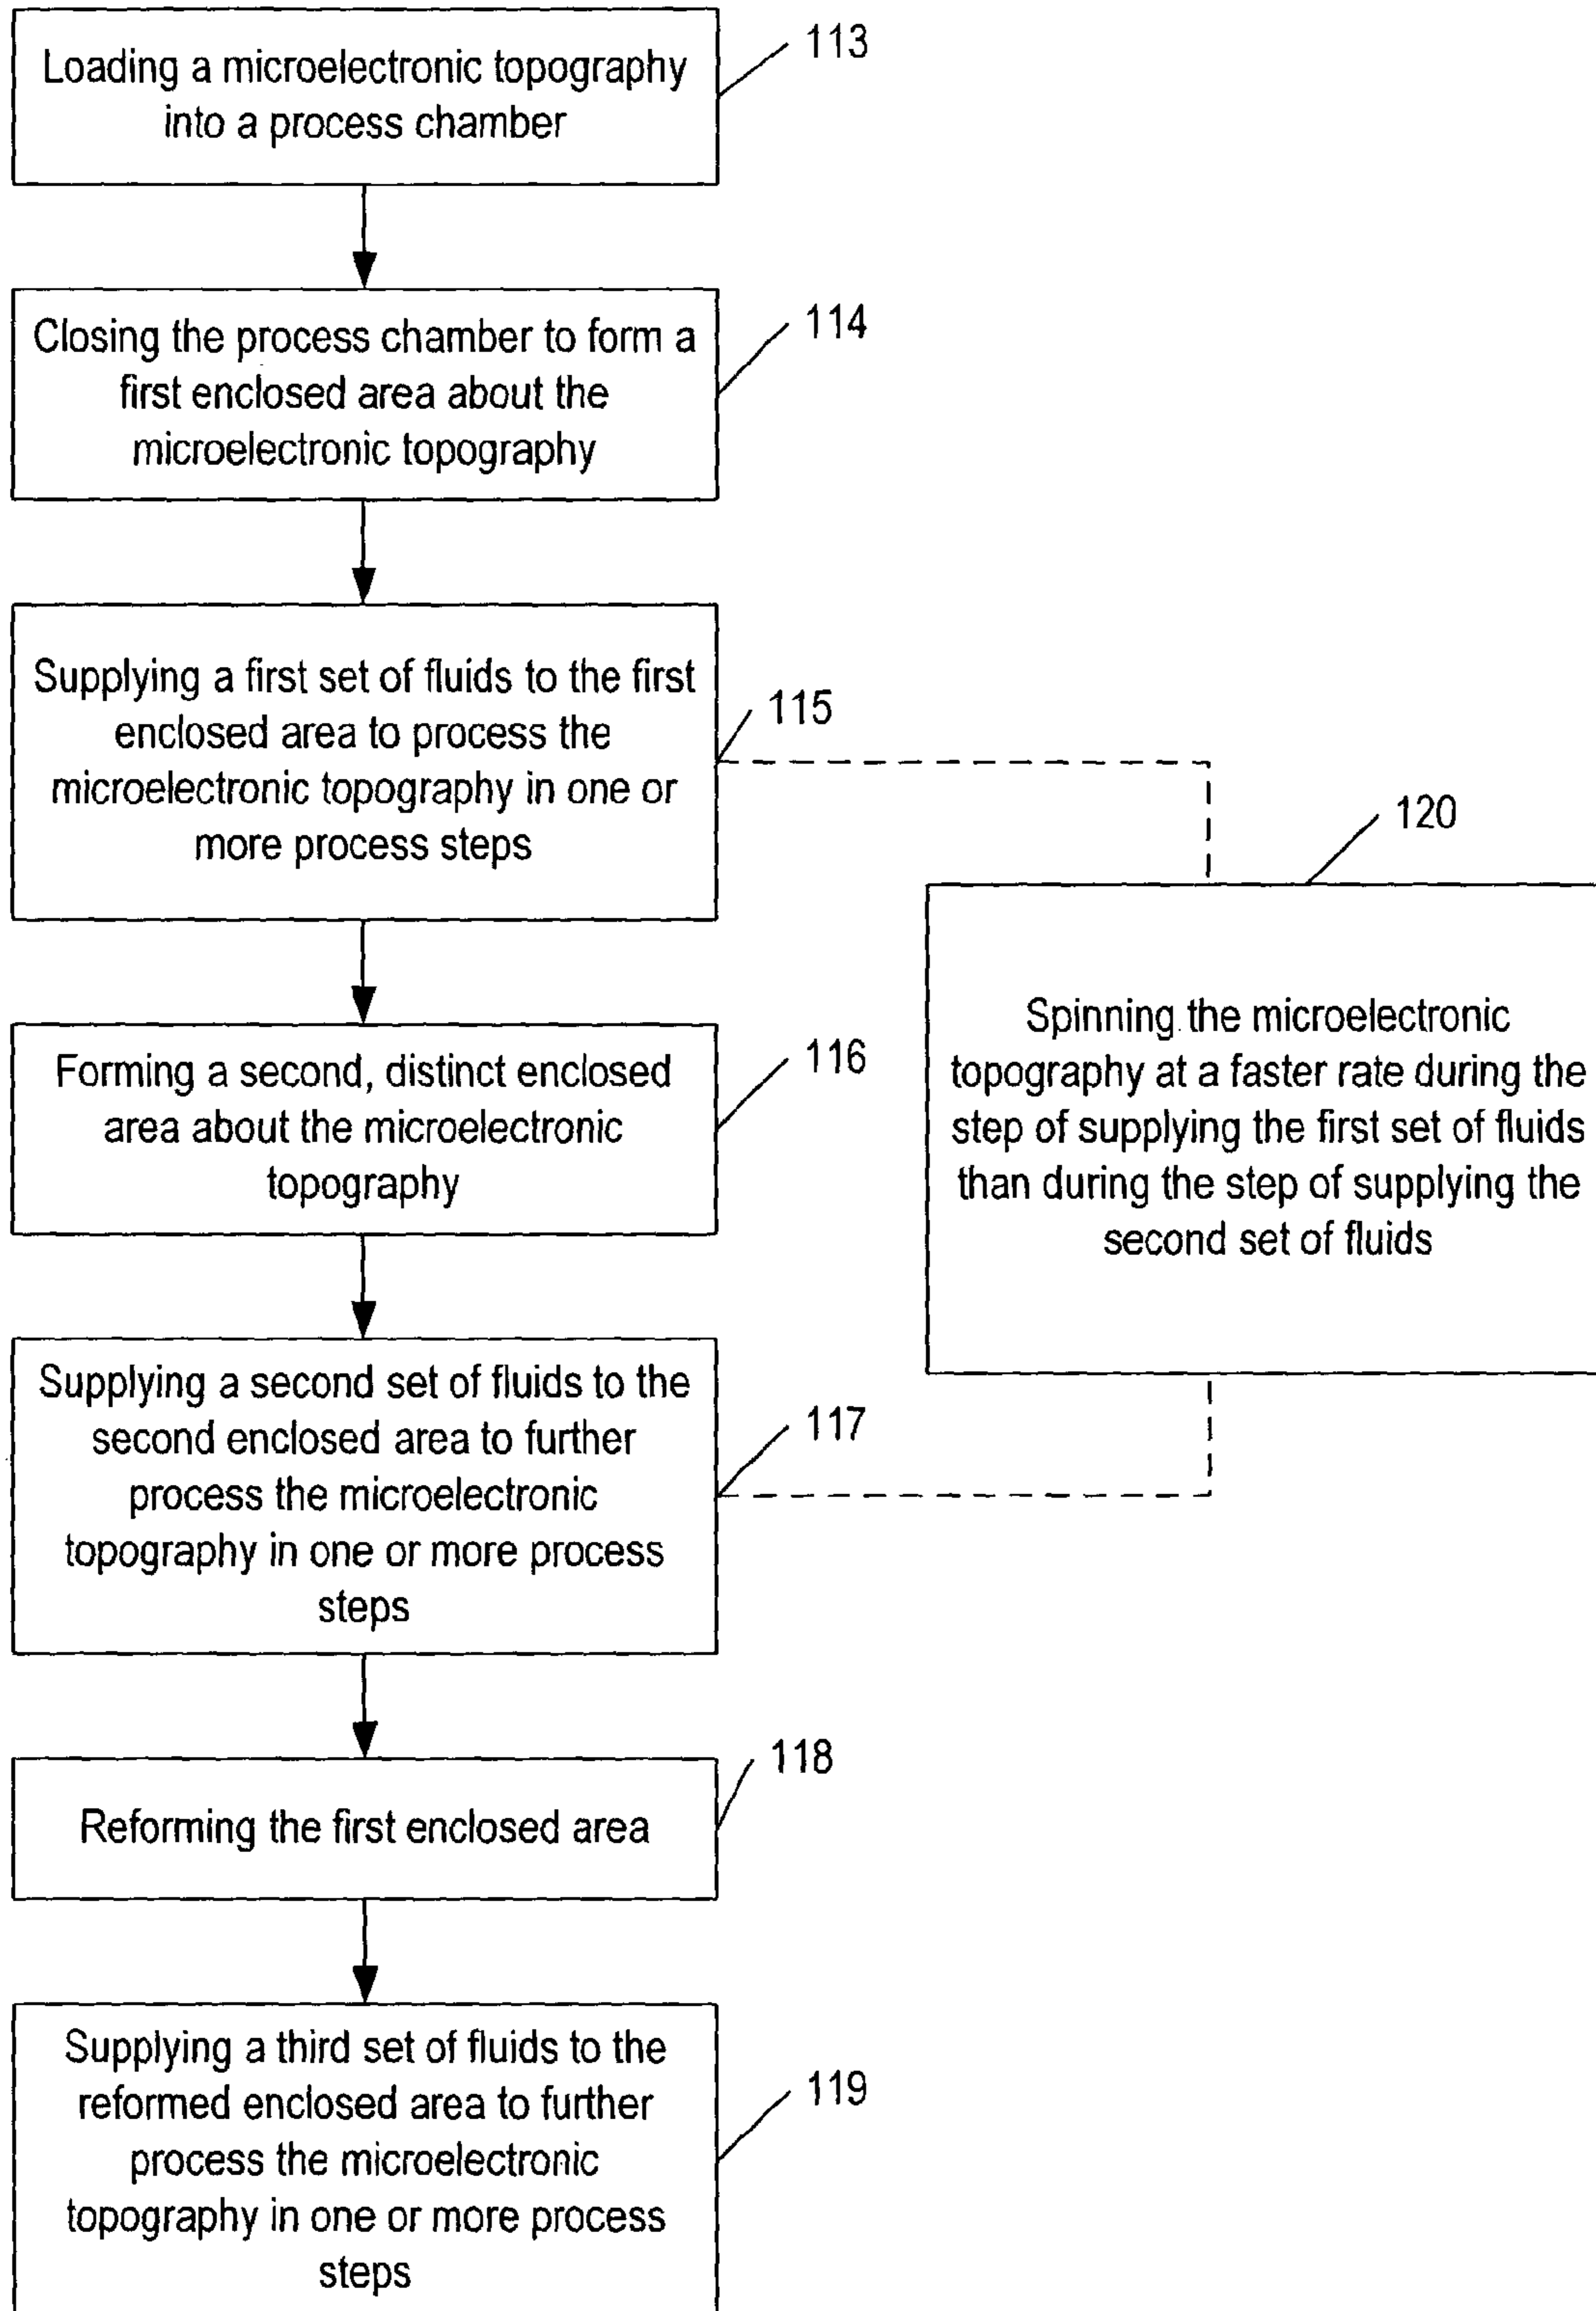 Loading a microelectronic topography
into a process chamber
113
Closing the process chamber to form a
first enclosed area about the
microelectronic topography
114
Supplying a first set of fluids to the first
enclosed area to process the
microelectronic topography in one or
more process steps
115
120
Spinning the microelectronic
topography at a faster rate during the
step of supplying the first set of fluids
than during the step of supplying the
second set of fluids
Forming a second, distinct enclosed
area about the microelectronic
topography
116
Supplying a second set of fluids to the
second enclosed area to further
process the microelectronic
topography in one or more process
steps
117
Reforming the first enclosed area
118
Supplying a third set of fluids to the
reformed enclosed area to further
process the microelectronic
topography in one or more process
steps
119